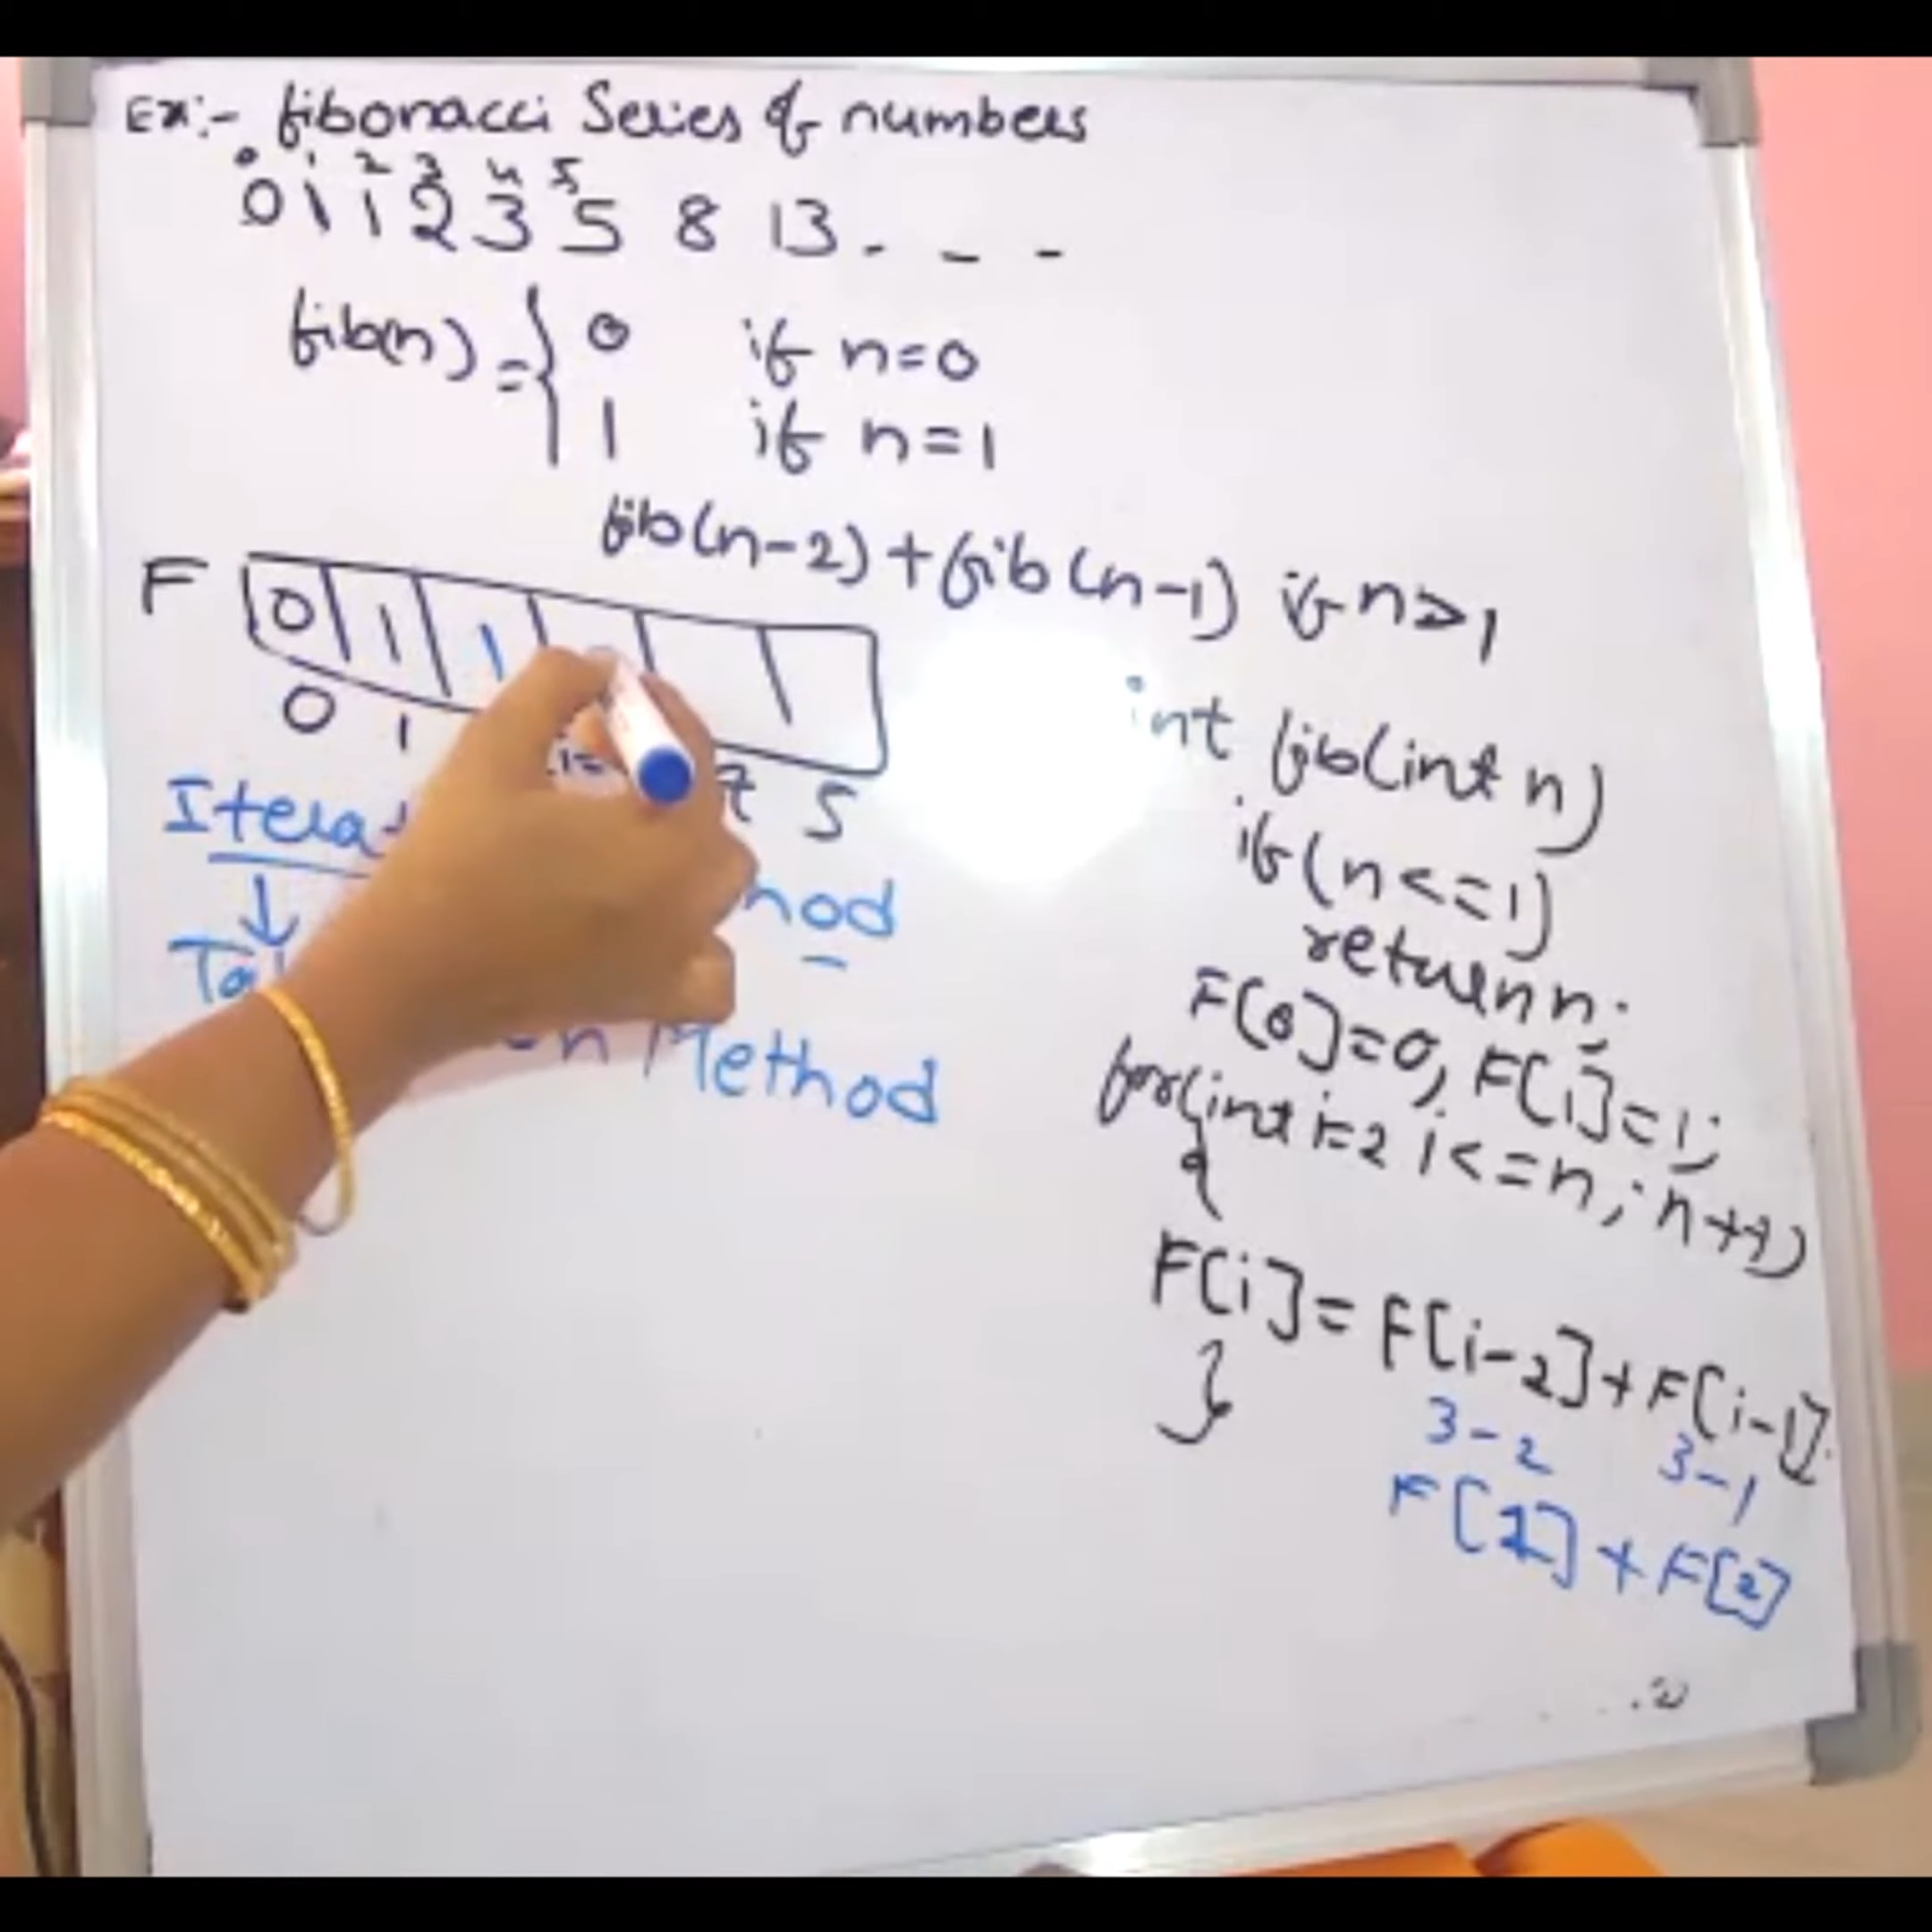 Ex:- fibonacci Series of numbers
0 1 2 3 4 5
0 1 1 2 3 5 8 13 - - -
fib(n) = { 0 if n=0
1 if n=1
fib(n-2)+fib(n-1) if n>1
F 0 1 1
0 1 5
int fib(int n)
if(n<=1)
return n;
F[0]=0, F[1]=1;
for(int i=2 i<=n; n++)
{
F[i]=F[i-2]+F[i-1]
}
3-2 3-1
F[1]+F[2]
Method